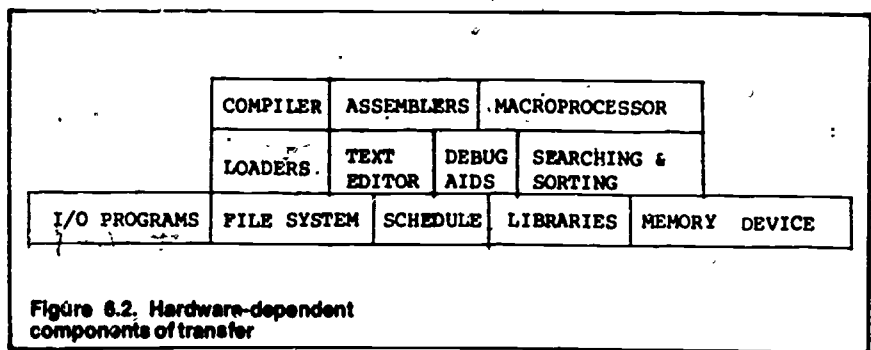 COMPILER ASSEMBLERS MACROPROCESSOR
LOADERS TEXT EDITOR DEBUG AIDS SEARCHING & SORTING
I/O PROGRAMS FILE SYSTEM SCHEDULE LIBRARIES MEMORY DEVICE
Figure 6.2. Hardware-dependent
components of transfer